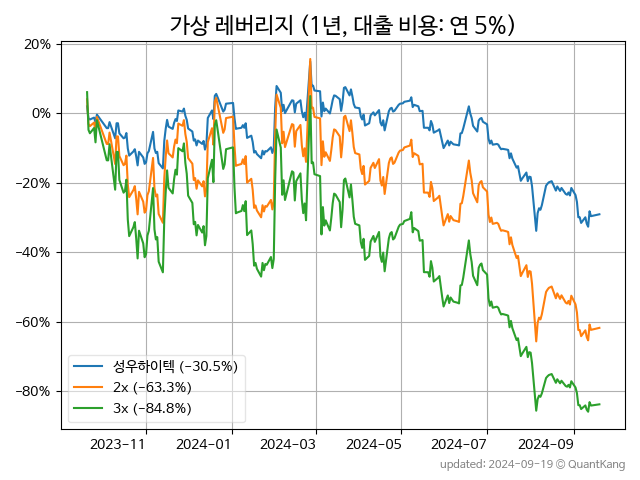 가상 레버리지 (1년, 대출 비용: 연 5%)
20%
0%
−20%
−40%
−60%
−80%
성우하이텍 (−30.5%)
2x (−63.3%)
3x (−84.8%)
2023−11 2024−01 2024−03 2024−05 2024−07 2024−09
updated: 2024−09−19 © QuantKang